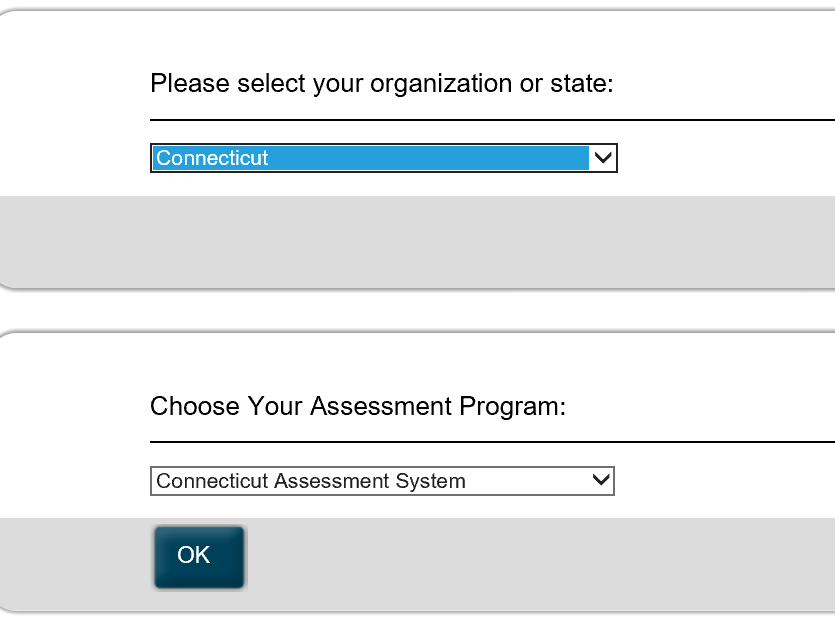 Please select your organization or state:
Connecticut
Choose Your Assessment Program:
Connecticut Assessment System
OK